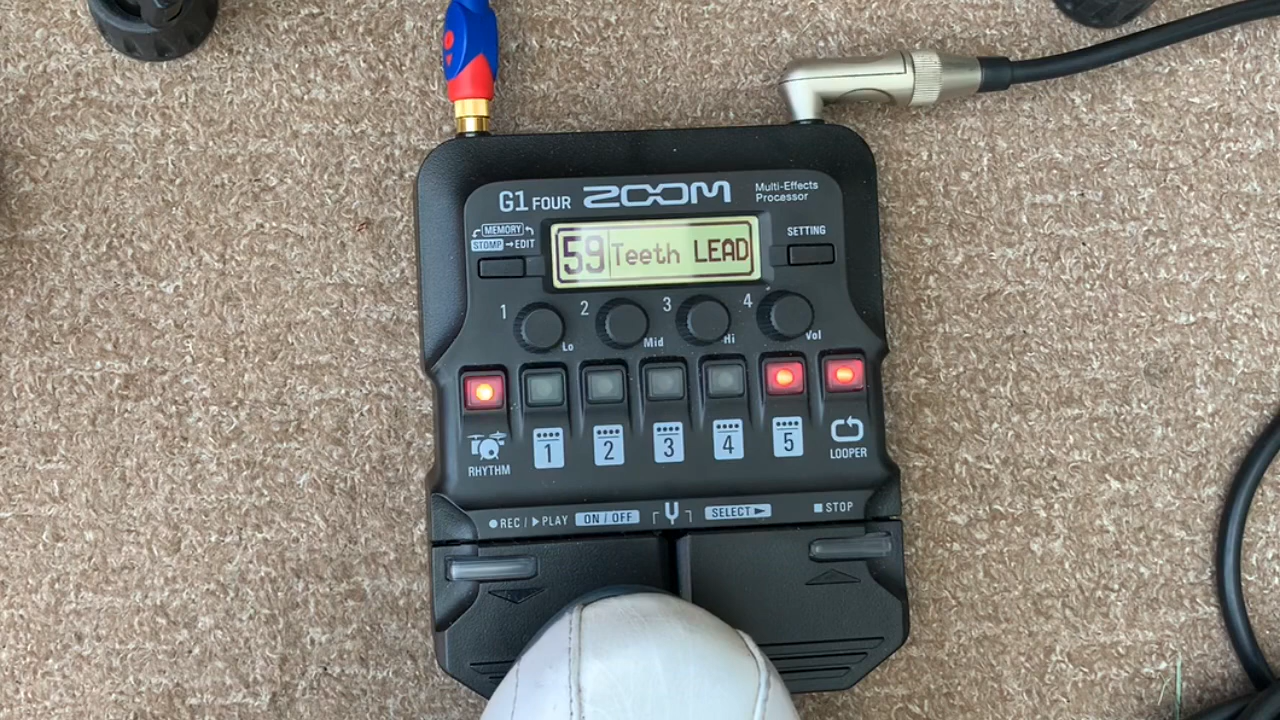 G1 FOUR ZOOM Multi-Effects
Processor
MEMORY
STOMP → EDIT
59 Teeth LEAD
SETTING
1 2 3 4
Lo Mid Hi Vol
1 2 3 4 5
RHYTHM LOOPER
●REC / ▶PLAY ON / OFF SELECT ▶ ■STOP